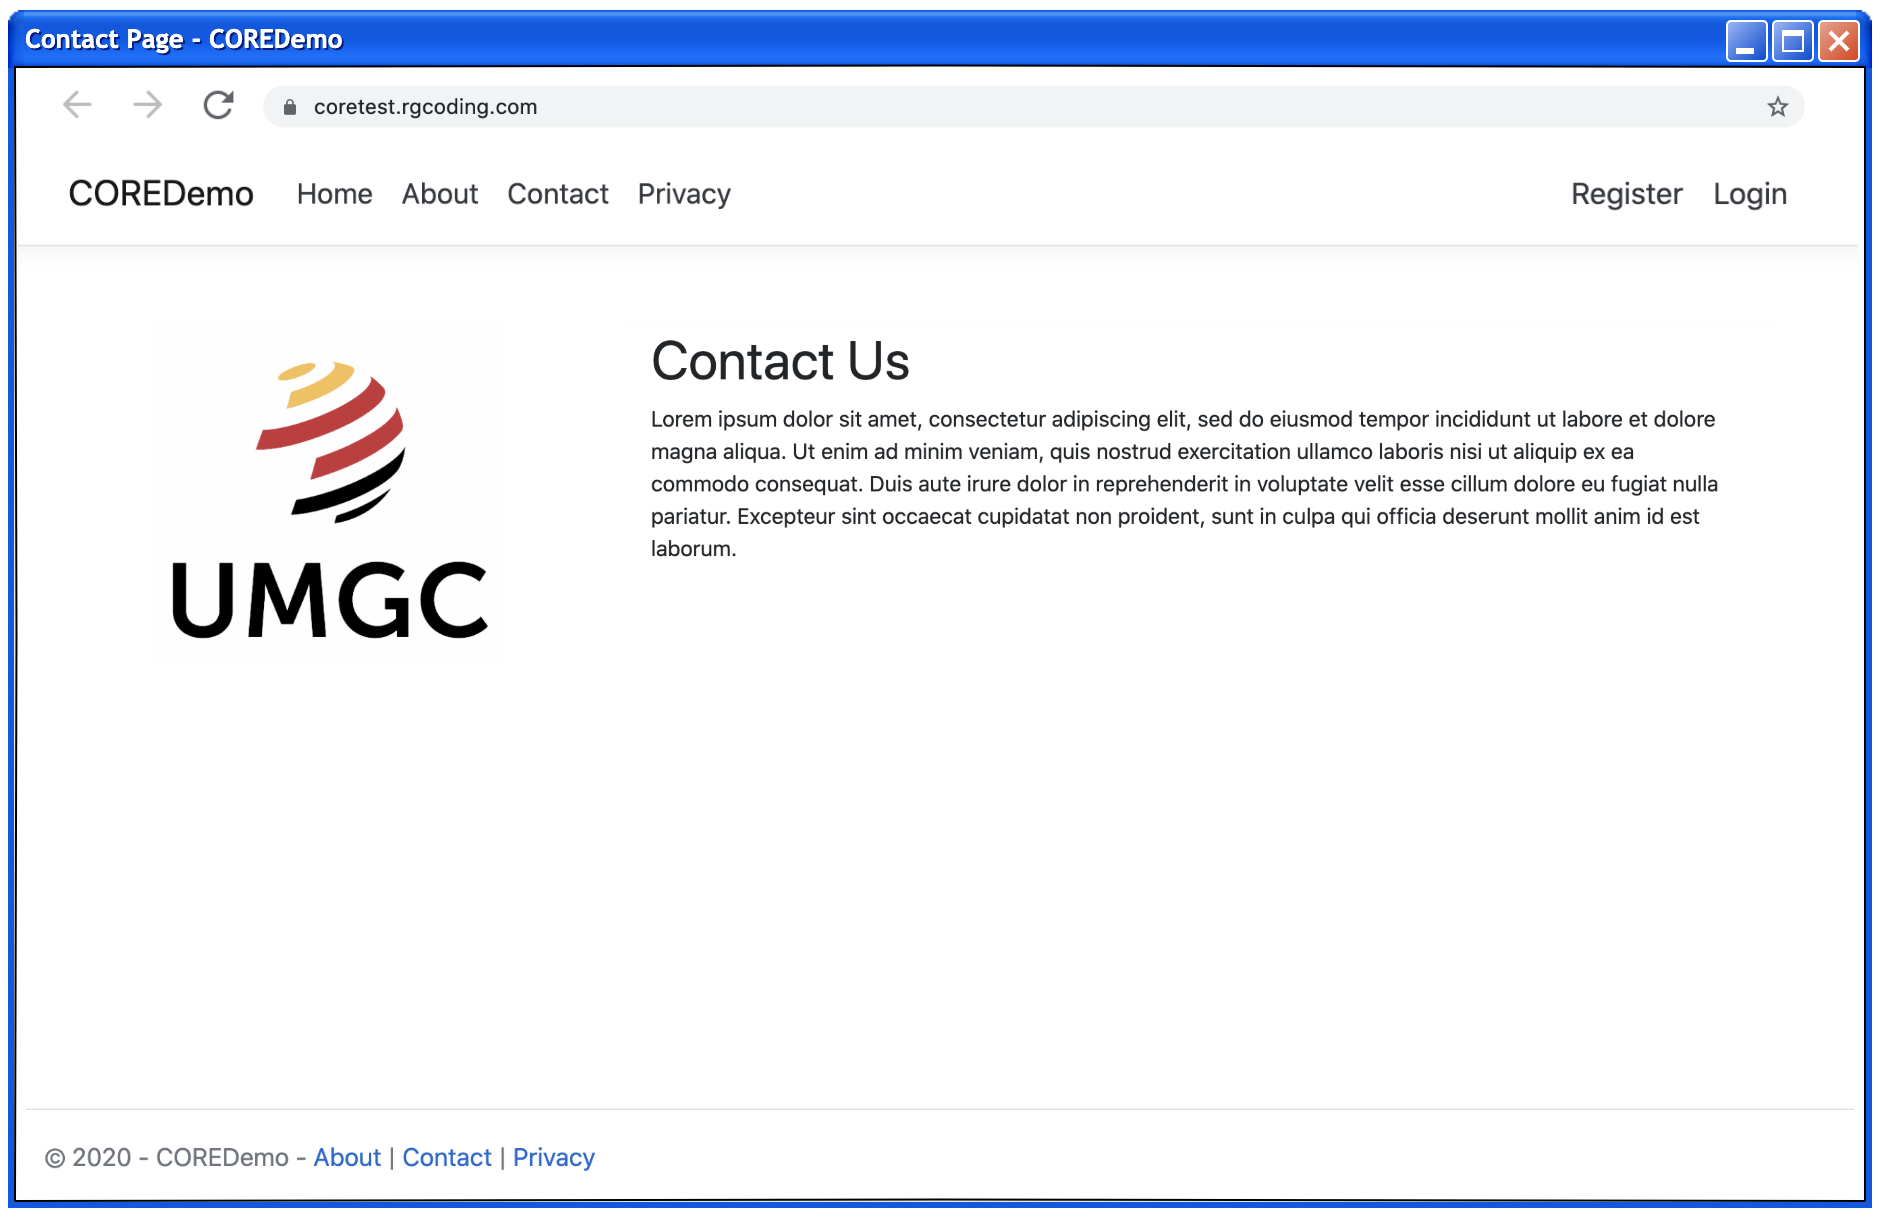 Contact Page - COREDemo
coretest.rgcoding.com
COREDemo Home About Contact Privacy Register Login
Contact Us
Lorem ipsum dolor sit amet, consectetur adipiscing elit, sed do eiusmod tempor incididunt ut labore et dolore
magna aliqua. Ut enim ad minim veniam, quis nostrud exercitation ullamco laboris nisi ut aliquip ex ea
commodo consequat. Duis aute irure dolor in reprehenderit in voluptate velit esse cillum dolore eu fugiat nulla
pariatur. Excepteur sint occaecat cupidatat non proident, sunt in culpa qui officia deserunt mollit anim id est
laborum.
UMGC
© 2020 - COREDemo - About | Contact | Privacy